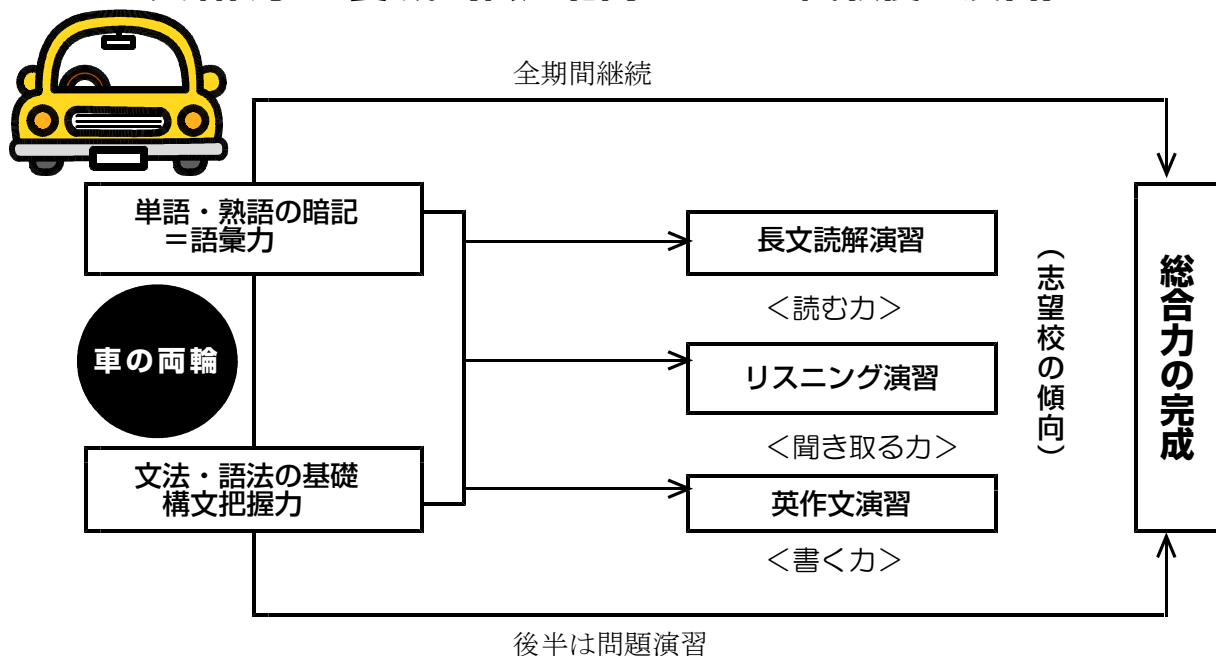 全期間継続
単語・熟語の暗記
＝語彙力
車の両輪
文法・語法の基礎
構文把握力
長文読解演習
＜読む力＞
リスニング演習
＜聞き取る力＞
英作文演習
＜書く力＞
（志望校の傾向）
総合力の完成
後半は問題演習